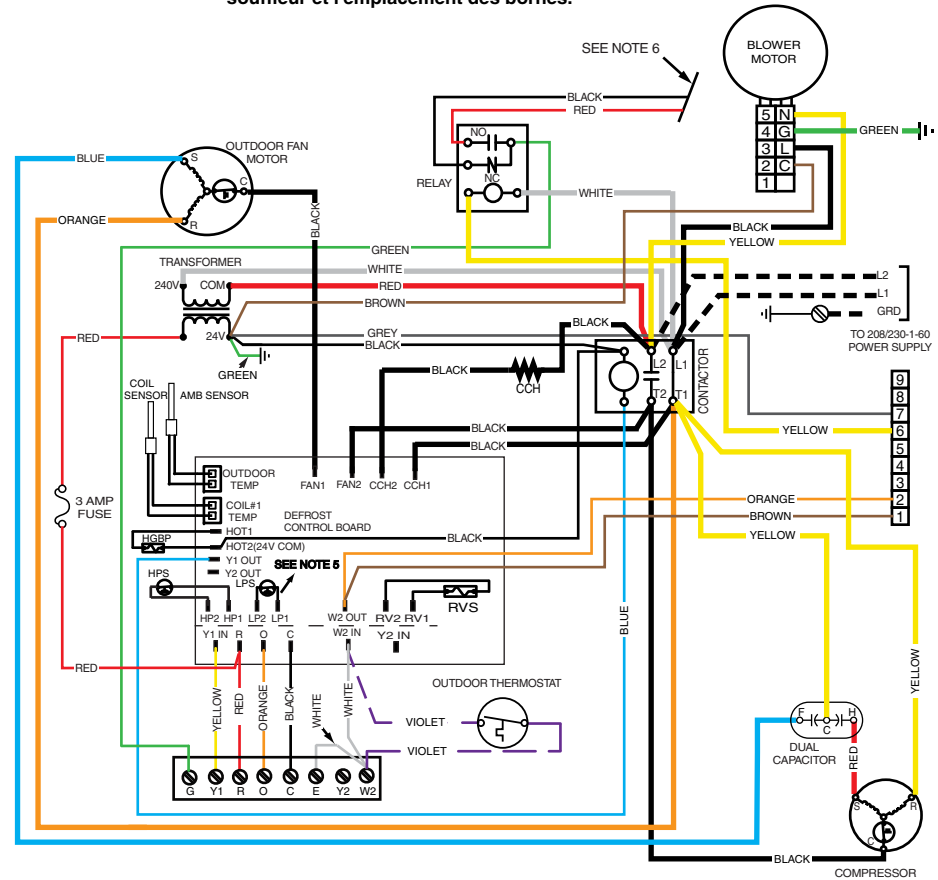 souffleur et l'emplacement des bornes.
SEE NOTE 6
BLOWER
MOTOR
5 N
4 G
3 L
2 C
1
GREEN
BLACK
RED
NO
NC
RELAY
WHITE
BLUE
OUTDOOR FAN
MOTOR
S
C
R
ORANGE
BLACK
BLACK
YELLOW
GREEN
TRANSFORMER
WHITE
240V
COM
RED
BROWN
L2
L1
GRD
TO 208/230-1-60
POWER SUPPLY
RED
24V
GREY
BLACK
BLACK
GREEN
L2
L1
T2
T1
CONTACTOR
BLACK
CCH
COIL
SENSOR
AMB SENSOR
9
8
7
6
5
4
3
2
1
YELLOW
BLACK
BLACK
OUTDOOR
TEMP
FAN1
FAN2
CCH2
CCH1
3 AMP
FUSE
COIL#1
TEMP
DEFROST
CONTROL BOARD
ORANGE
BROWN
HOT1
HGBP
HOT2(24V COM)
BLACK
YELLOW
Y1 OUT
Y2 OUT
SEE NOTE 5
HPS
LPS
RVS
BLUE
HP2
HP1
LP2
LP1
W2 OUT
RV2
RV1
Y1 IN
R
O
C
W2 IN
Y2 IN
RED
YELLOW
RED
ORANGE
BLACK
WHITE
WHITE
OUTDOOR THERMOSTAT
VIOLET
VIOLET
YELLOW
F
C
H
DUAL
CAPACITOR
RED
G
Y1
R
O
C
E
Y2
W2
S
R
C
BLACK
COMPRESSOR